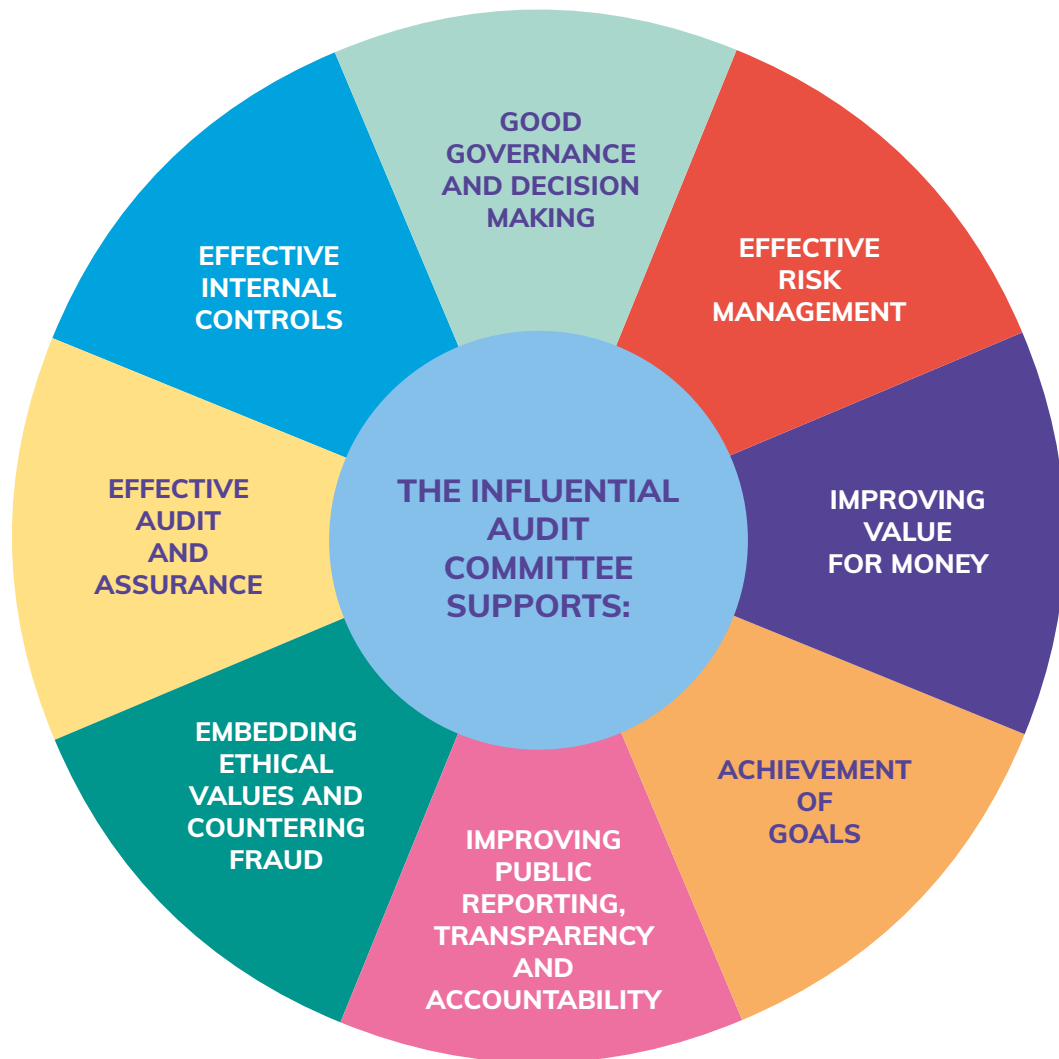 GOOD
GOVERNANCE
AND DECISION
MAKING
EFFECTIVE
RISK
MANAGEMENT
IMPROVING
VALUE
FOR MONEY
ACHIEVEMENT
OF
GOALS
IMPROVING
PUBLIC
REPORTING,
TRANSPARENCY
AND
ACCOUNTABILITY
EMBEDDING
ETHICAL
VALUES AND
COUNTERING
FRAUD
EFFECTIVE
AUDIT
AND
ASSURANCE
EFFECTIVE
INTERNAL
CONTROLS
THE INFLUENTIAL
AUDIT
COMMITTEE
SUPPORTS: